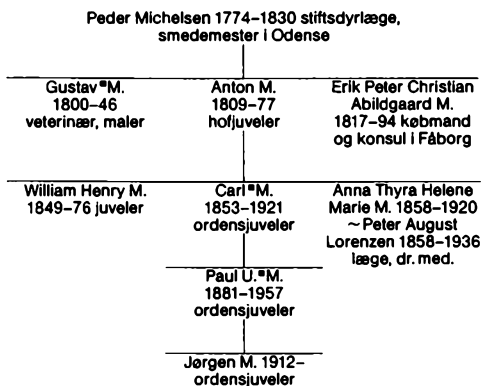 Peder Michelsen 1774–1830 stiftsdyrlæge,
smedemester i Odense
Gustav*M.
1800–46
veterinær, maler
Anton M.
1809–77
hofjuveler
Erik Peter Christian
Abildgaard M.
1817–94 købmand
og konsul i Fåborg
William Henry M.
1849–76 juveler
Carl*M.
1853–1921
ordensjuveler
Anna Thyra Helene
Marie M. 1858–1920
~Peter August
Lorenzen 1858–1936
læge, dr. med.
Paul U.*M.
1881–1957
ordensjuveler
Jørgen M. 1912–
ordensjuveler